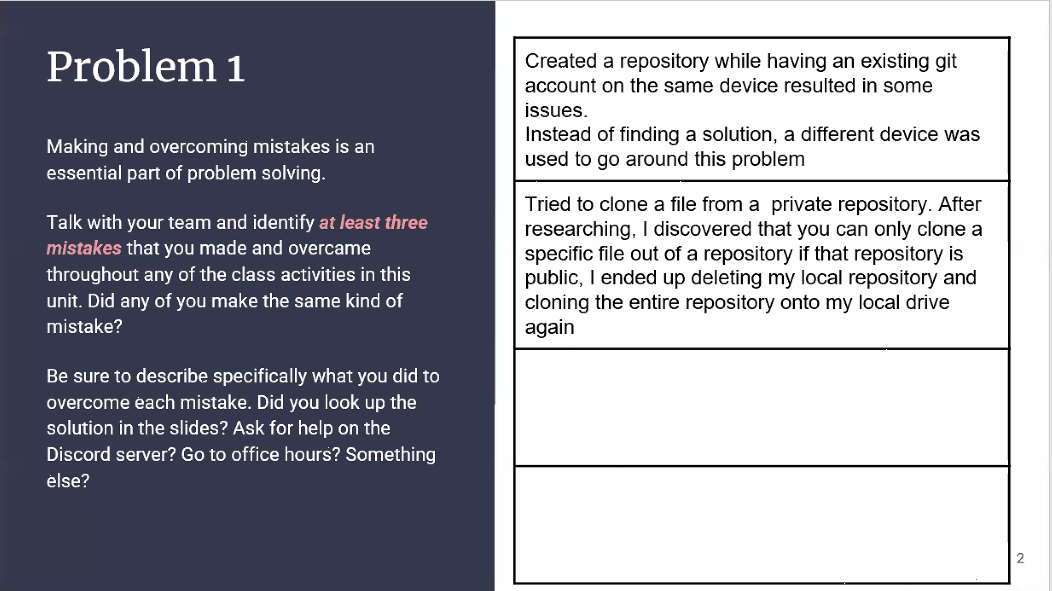 Problem 1
Making and overcoming mistakes is an
essential part of problem solving.
Talk with your team and identify at least three
mistakes that you made and overcame
throughout any of the class activities in this
unit. Did any of you make the same kind of
mistake?
Be sure to describe specifically what you did to
overcome each mistake. Did you look up the
solution in the slides? Ask for help on the
Discord server? Go to office hours? Something
else?
Created a repository while having an existing git
account on the same device resulted in some
issues.
Instead of finding a solution, a different device was
used to go around this problem
Tried to clone a file from a  private repository. After
researching, I discovered that you can only clone a
specific file out of a repository if that repository is
public, I ended up deleting my local repository and
cloning the entire repository onto my local drive
again
2